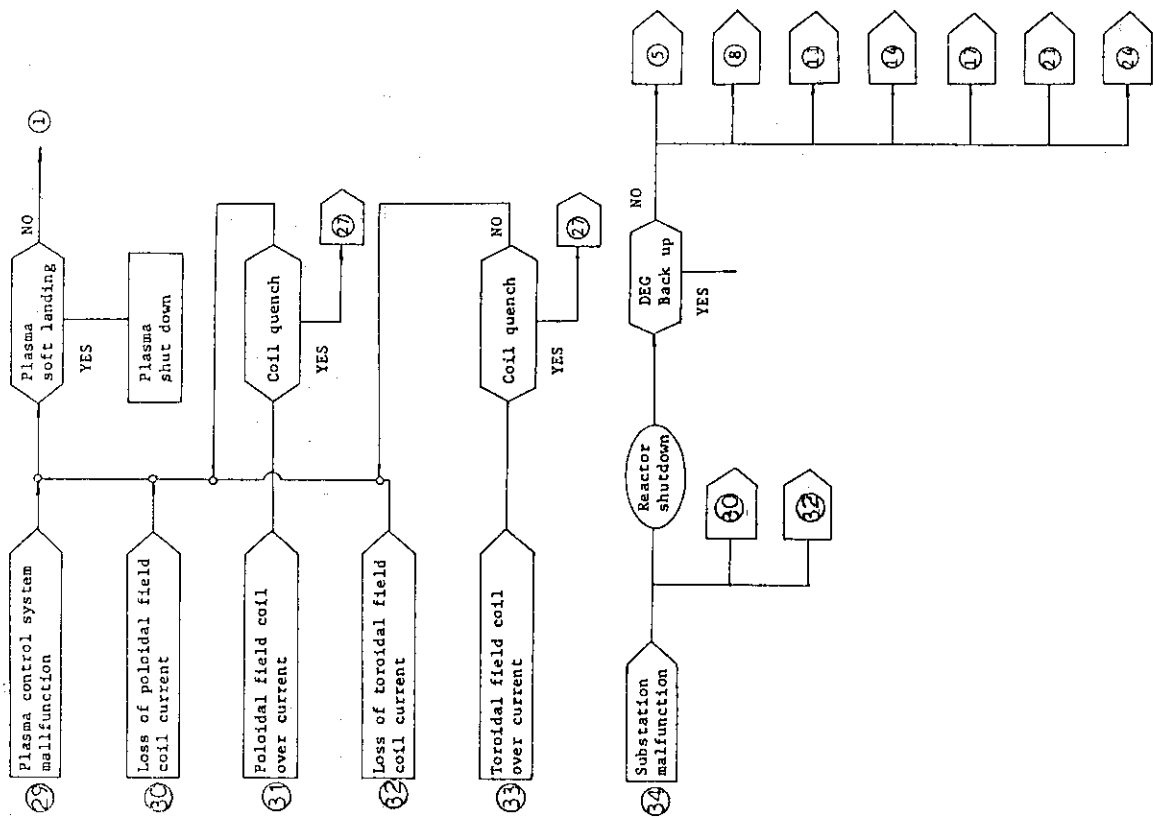 29
Plasma control system
mallfunction
Plasma
soft landing
NO
1
YES
Plasma
shut down
30
Loss of poloidal field
coil current
31
Poloidal field coil
over current
Coil quench
YES
27
32
Loss of toroidal field
coil current
33
Toroidal field coil
over current
Coil quench
NO
YES
27
34
Substation
malfunction
Reactor
shutdown
30
32
DEG
Back up
NO
YES
5
8
11
14
17
23
24